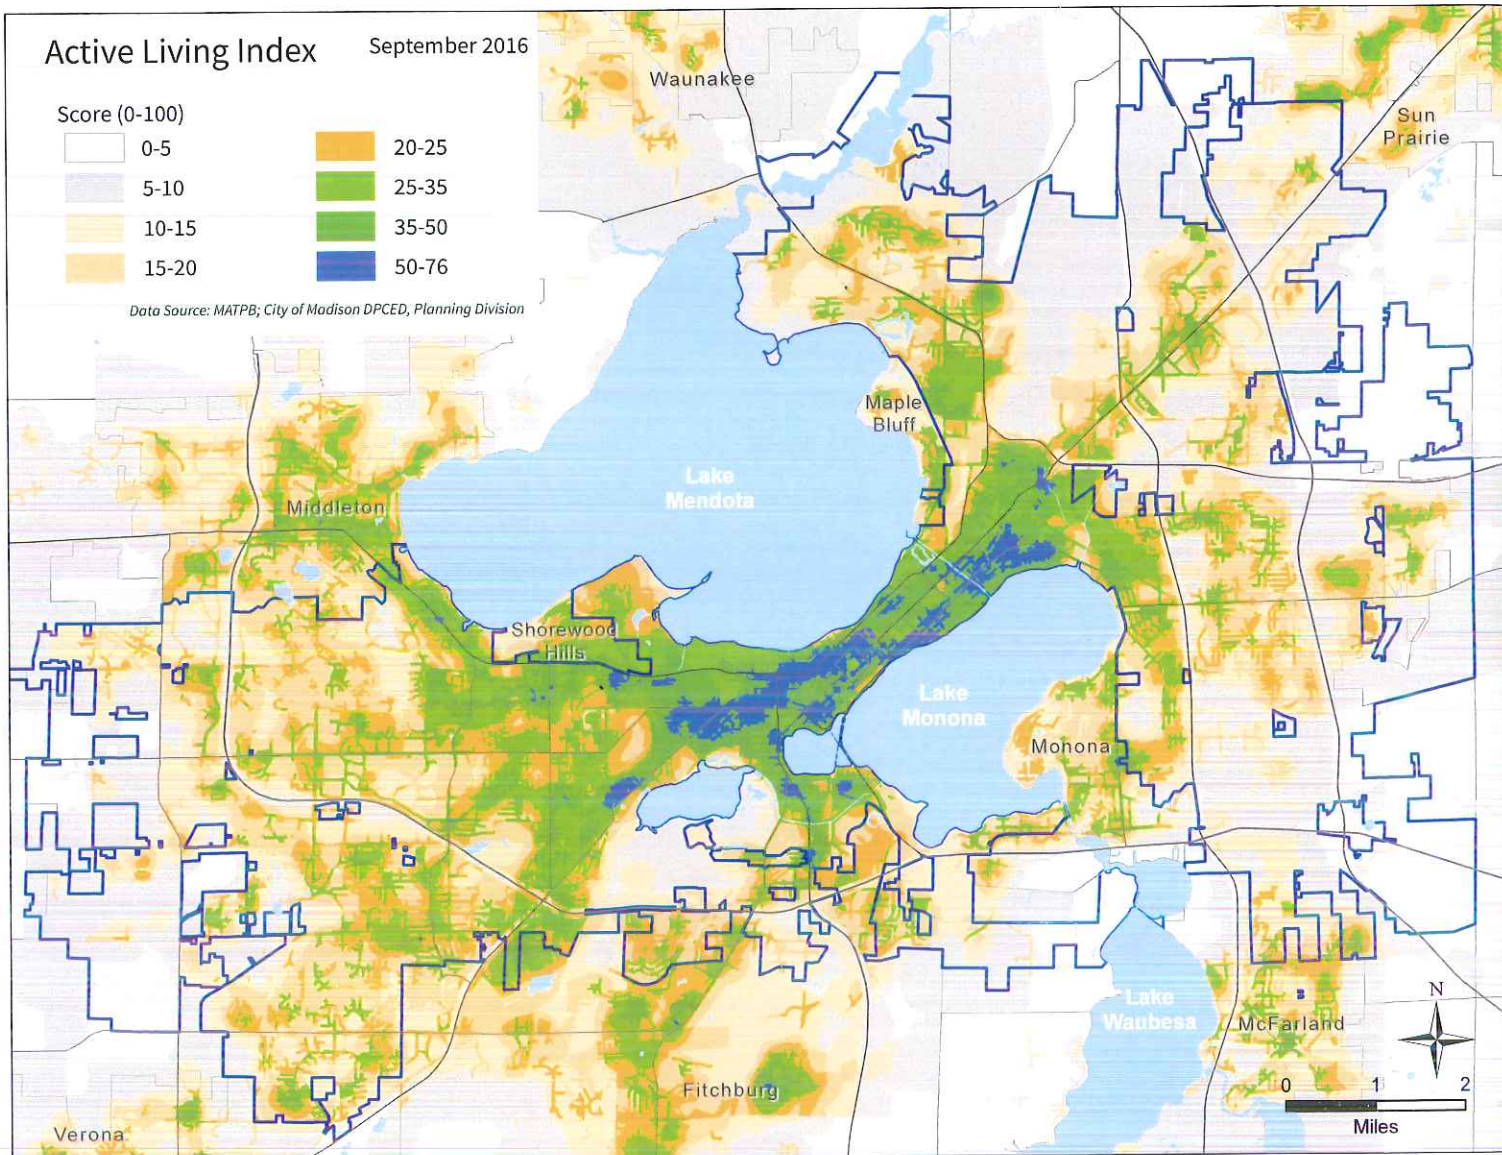 Active Living Index
September 2016
Score (0-100)
0-5
5-10
10-15
15-20
20-25
25-35
35-50
50-76
Data Source: MATPB; City of Madison DPCED, Planning Division
Waunakee
Sun
Prairie
Maple
Bluff
Lake
Mendota
Middleton
Shorewood
Hills
Lake
Monona
Monona
Lake
Waubesa
McFarland
Fitchburg
Verona
N
0 1 2
Miles